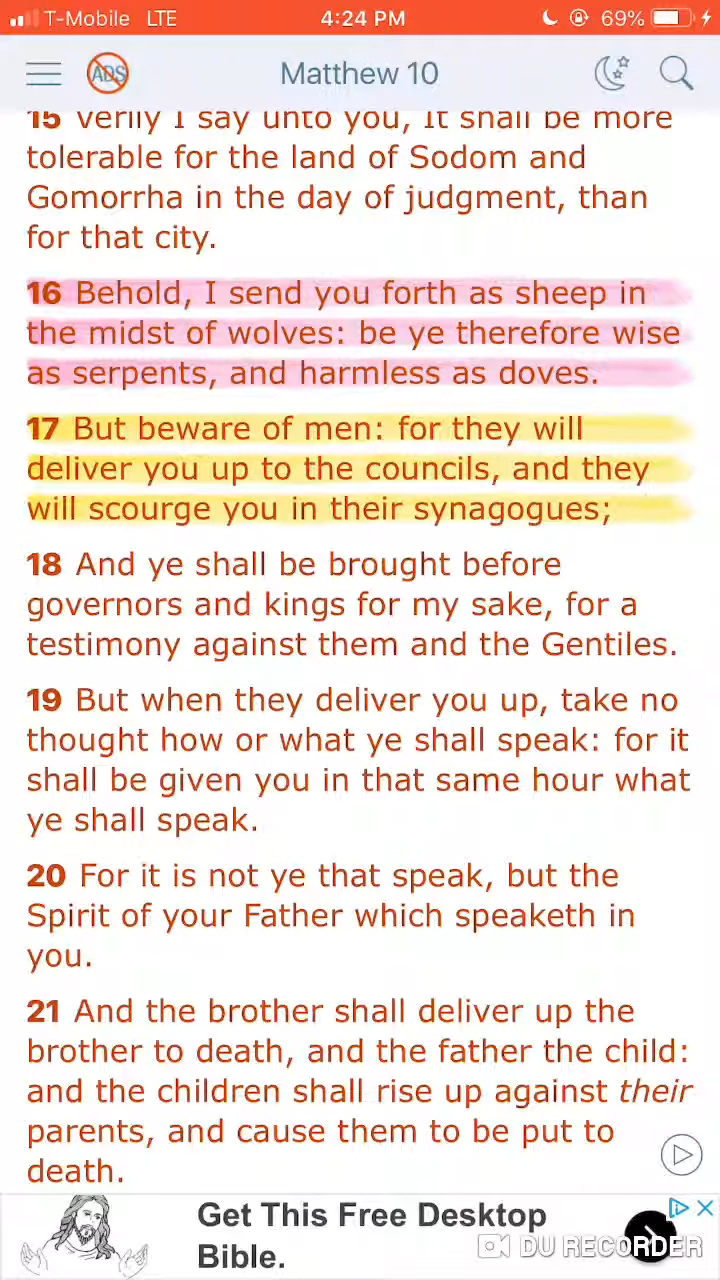 T-Mobile LTE 4:24 PM 69%
ADS Matthew 10
15 Verily I say unto you, It shall be more
tolerable for the land of Sodom and
Gomorrha in the day of judgment, than
for that city.
16 Behold, I send you forth as sheep in
the midst of wolves: be ye therefore wise
as serpents, and harmless as doves.
17 But beware of men: for they will
deliver you up to the councils, and they
will scourge you in their synagogues;
18 And ye shall be brought before
governors and kings for my sake, for a
testimony against them and the Gentiles.
19 But when they deliver you up, take no
thought how or what ye shall speak: for it
shall be given you in that same hour what
ye shall speak.
20 For it is not ye that speak, but the
Spirit of your Father which speaketh in
you.
21 And the brother shall deliver up the
brother to death, and the father the child:
and the children shall rise up against their
parents, and cause them to be put to
death.
Get This Free Desktop
Bible.
DU RECORDER